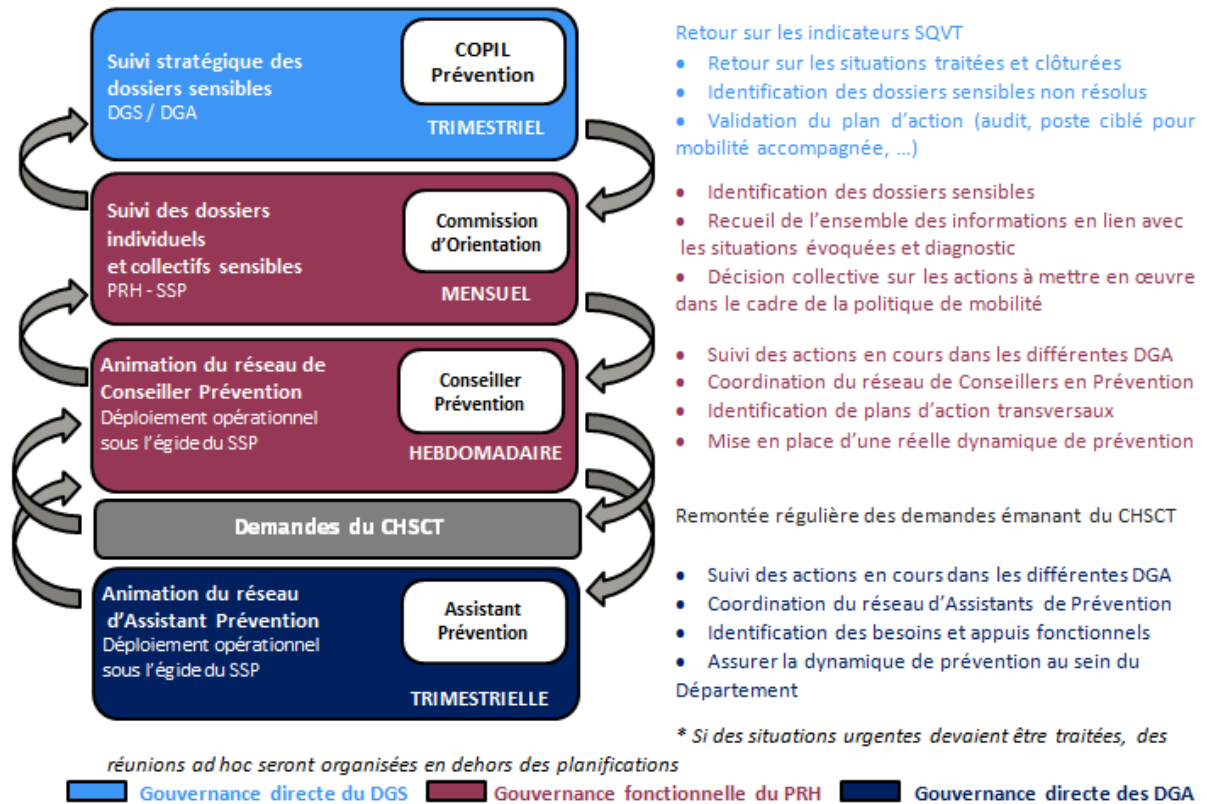 Suivi stratégique des
dossiers sensibles
DGS / DGA
COPIL
Prévention
TRIMESTRIEL
Retour sur les indicateurs SQVT
• Retour sur les situations traitées et clôturées
• Identification des dossiers sensibles non résolus
• Validation du plan d'action (audit, poste ciblé pour
mobilité accompagnée, ...)
Suivi des dossiers
individuels
et collectifs sensibles
PRH - SSP
Commission
d'Orientation
MENSUEL
• Identification des dossiers sensibles
• Recueil de l'ensemble des informations en lien avec
les situations évoquées et diagnostic
• Décision collective sur les actions à mettre en œuvre
dans le cadre de la politique de mobilité
Animation du réseau de
Conseiller Prévention
Déploiement opérationnel
sous l'égide du SSP
Conseiller
Prévention
HEBDOMADAIRE
• Suivi des actions en cours dans les différentes DGA
• Coordination du réseau de Conseillers en Prévention
• Identification de plans d'action transversaux
• Mise en place d'une réelle dynamique de prévention
Demandes du CHSCT
Remontée régulière des demandes émanant du CHSCT
Animation du réseau
d'Assistant Prévention
Déploiement opérationnel
sous l'égide du SSP
Assistant
Prévention
TRIMESTRIELLE
• Suivi des actions en cours dans les différentes DGA
• Coordination du réseau d'Assistants de Prévention
• Identification des besoins et appuis fonctionnels
• Assurer la dynamique de prévention au sein du
Département
* Si des situations urgentes devaient être traitées, des
réunions ad hoc seront organisées en dehors des planifications
Gouvernance directe du DGS
Gouvernance fonctionnelle du PRH
Gouvernance directe des DGA